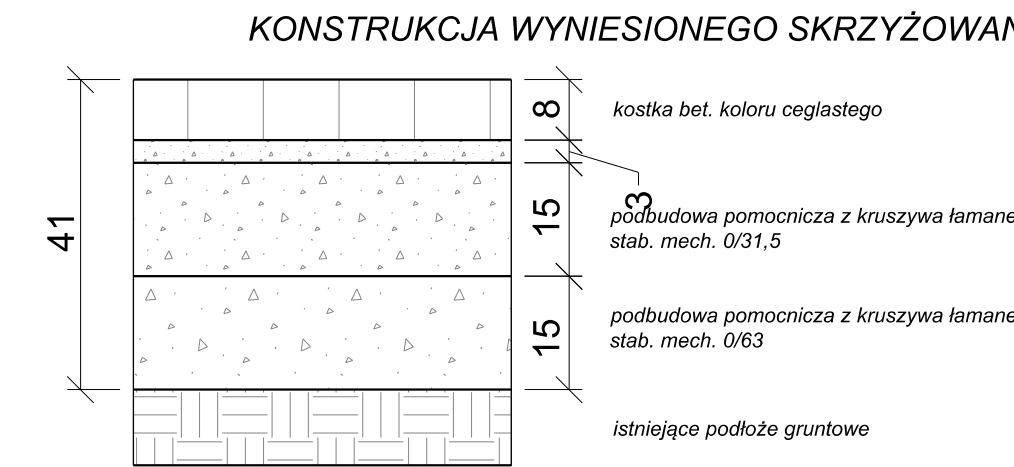 KONSTRUKCJA WYNIESIONEGO SKRZYŻOWAN
8
kostka bet. koloru ceglastego
3
41
15
podbudowa pomocnicza z kruszywa łamane
stab. mech. 0/31,5
15
podbudowa pomocnicza z kruszywa łamane
stab. mech. 0/63
istniejące podłoże gruntowe